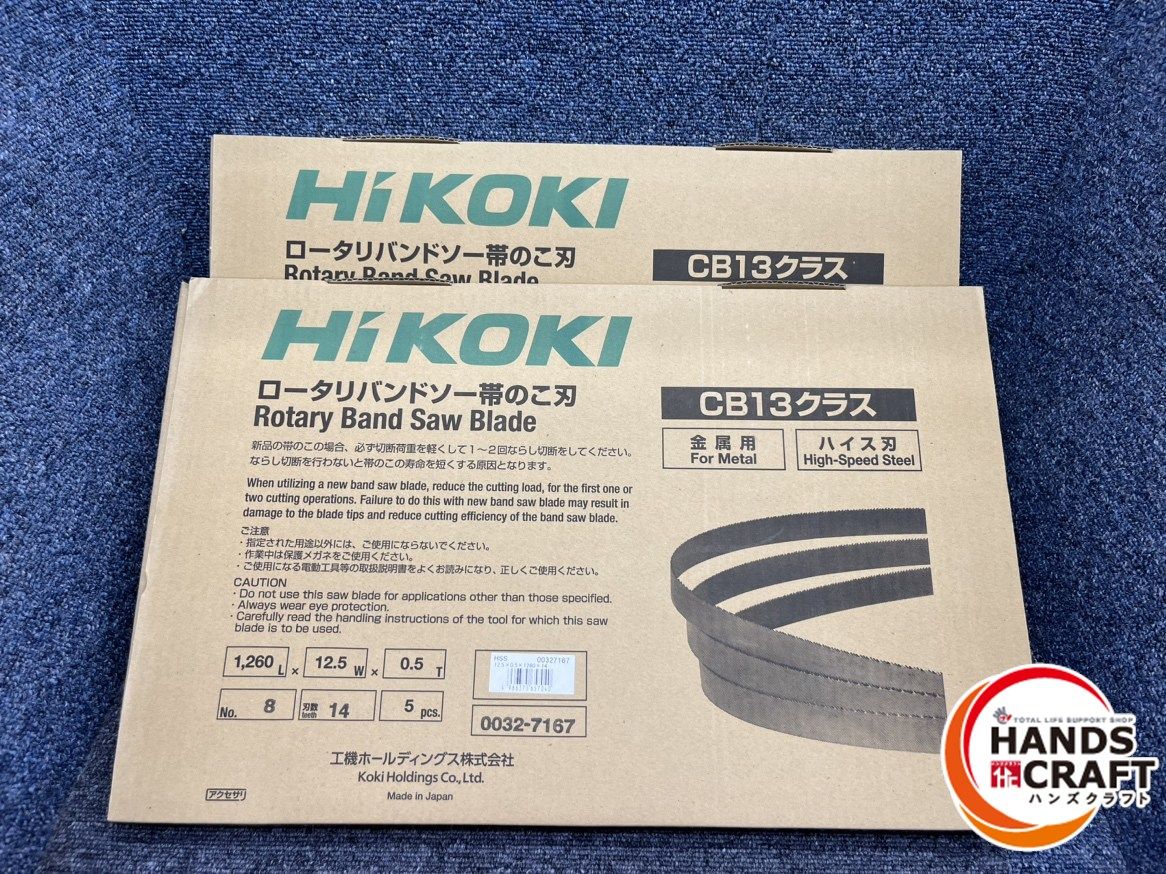 HiKOKI
ロータリバンドソー帯のこ刃
Rotary Band Saw Blade
CB13クラス
HiKOKI
ロータリバンドソー帯のこ刃
Rotary Band Saw Blade
CB13クラス
金属用
For Metal
ハイス刃
High-Speed Steel
新品の帯のこの場合、必ず切断荷重を軽くして1〜2回ならし切断をしてください。
ならし切断を行わないと帯のこの寿命を短くする原因となります。
When utilizing a new band saw blade, reduce the cutting load, for the first one or
two cutting operations. Failure to do this with new band saw blade may result in
damage to the blade tips and reduce cutting efficiency of the band saw blade.
ご注意
・指定された用途以外には、ご使用にならないでください。
・作業中は保護メガネをご使用ください。
・ご使用になる電動工具等の取扱説明書をよくお読みになり、正しくご使用ください。
CAUTION
・Do not use this saw blade for applications other than those specified.
・Always wear eye protection.
・Carefully read the handling instructions of the tool for which this saw
blade is to be used.
1,260 L × 12.5 W × 0.5 T
No. 8 刃数 teeth 14 5 pcs.
HSS 00327167
12.5×0.5×1260×14
0032-7167
工機ホールディングス株式会社
Koki Holdings Co., Ltd.
Made in Japan
アクセサリ
TOTAL LIFE SUPPORT SHOP
HANDS
CRAFT
ハンズクラフト